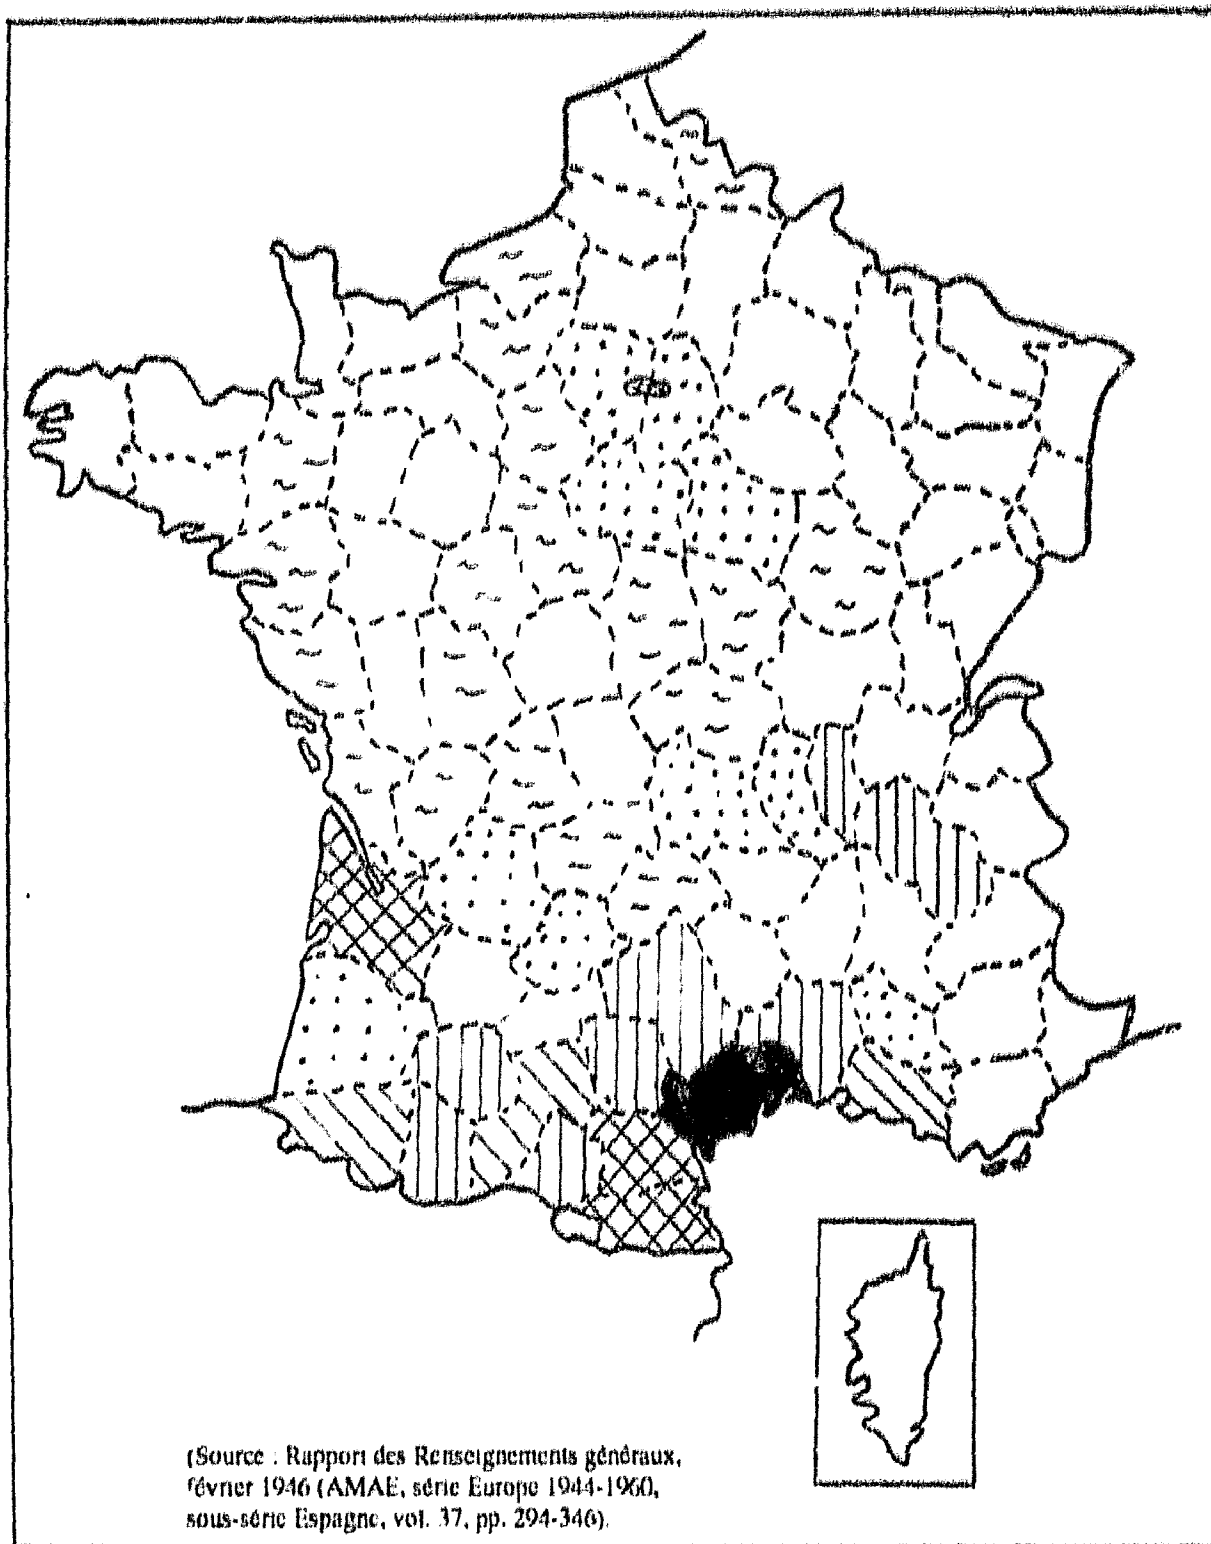 (Source : Rapport des Renseignements généraux,
février 1946 (AMAE, série Europe 1944-1960,
sous-série Espagne, vol. 37, pp. 294-346).